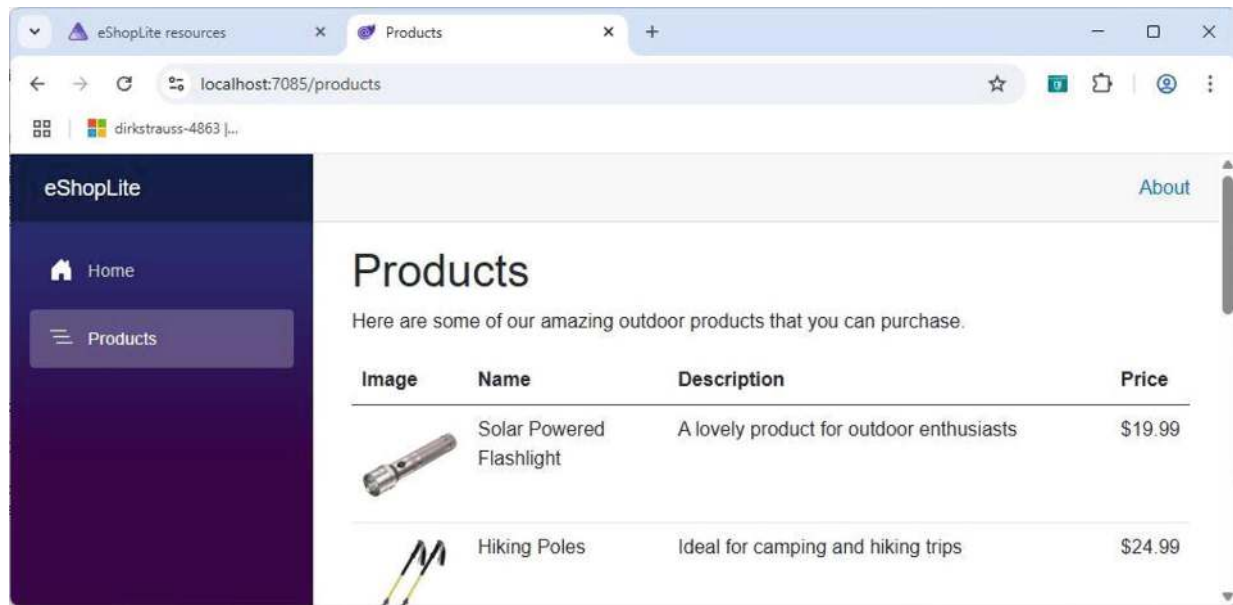 eShopLite resources
Products
localhost:7085/products
dirkstrauss-4863 |...
eShopLite
About
Home
Products
Products
Here are some of our amazing outdoor products that you can purchase.
Image Name Description Price
Solar Powered A lovely product for outdoor enthusiasts $19.99
Flashlight
Hiking Poles Ideal for camping and hiking trips $24.99